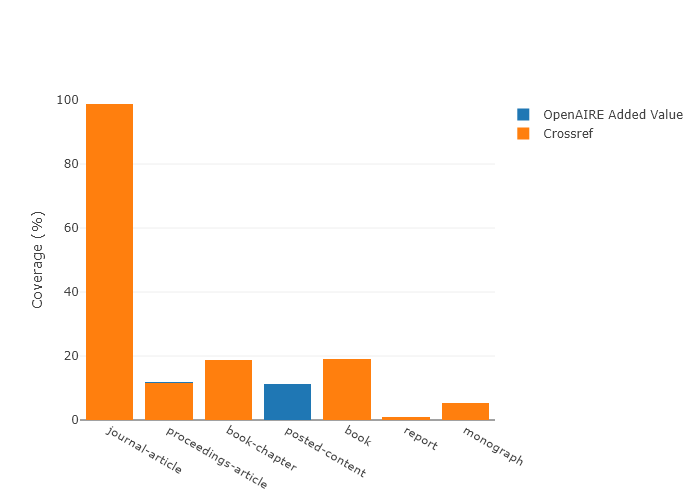 100
80
60
40
20
0
Coverage (%)
journal-article
proceedings-article
book-chapter
posted-content
book
report
monograph
OpenAIRE Added Value
Crossref